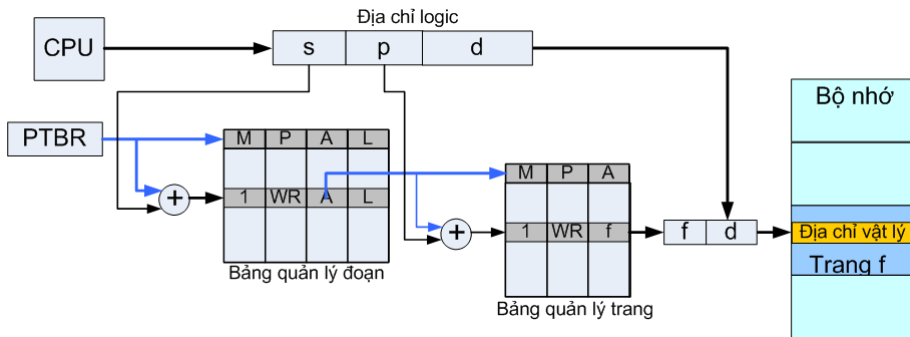 Địa chỉ logic
CPU
s p d
Bộ nhớ
PTBR
M P A L
1 WR A L
Bảng quản lý đoạn
M P A
1 WR f
Bảng quản lý trang
f d
Địa chỉ vật lý
Trang f